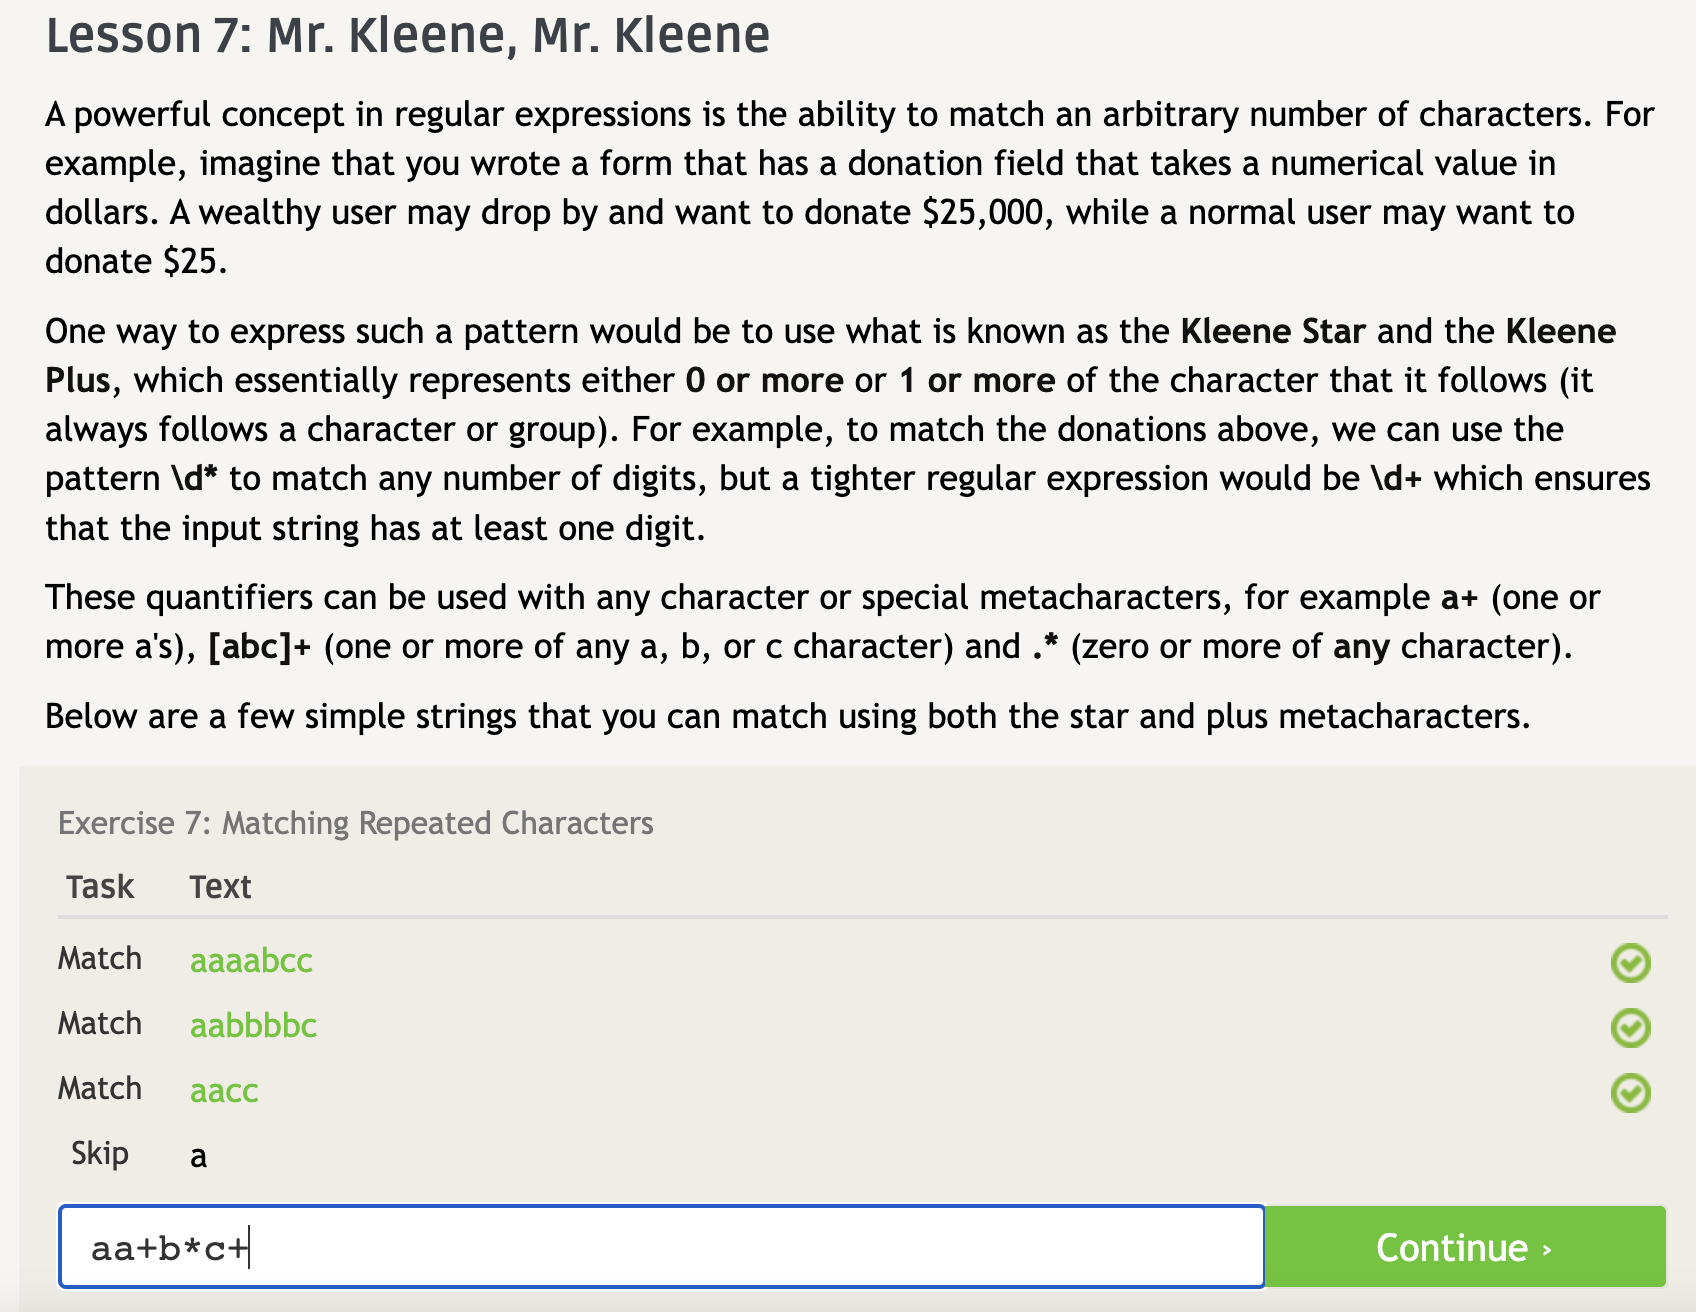 Lesson 7: Mr. Kleene, Mr. Kleene
A powerful concept in regular expressions is the ability to match an arbitrary number of characters. For
example, imagine that you wrote a form that has a donation field that takes a numerical value in
dollars. A wealthy user may drop by and want to donate $25,000, while a normal user may want to
donate $25.
One way to express such a pattern would be to use what is known as the Kleene Star and the Kleene
Plus, which essentially represents either 0 or more or 1 or more of the character that it follows (it
always follows a character or group). For example, to match the donations above, we can use the
pattern \d* to match any number of digits, but a tighter regular expression would be \d+ which ensures
that the input string has at least one digit.
These quantifiers can be used with any character or special metacharacters, for example a+ (one or
more a's), [abc]+ (one or more of any a, b, or c character) and .* (zero or more of any character).
Below are a few simple strings that you can match using both the star and plus metacharacters.
Exercise 7: Matching Repeated Characters
Task Text
Match aaaabcc
Match aabbbbc
Match aacc
Skip a
aa+b*c+ Continue ›